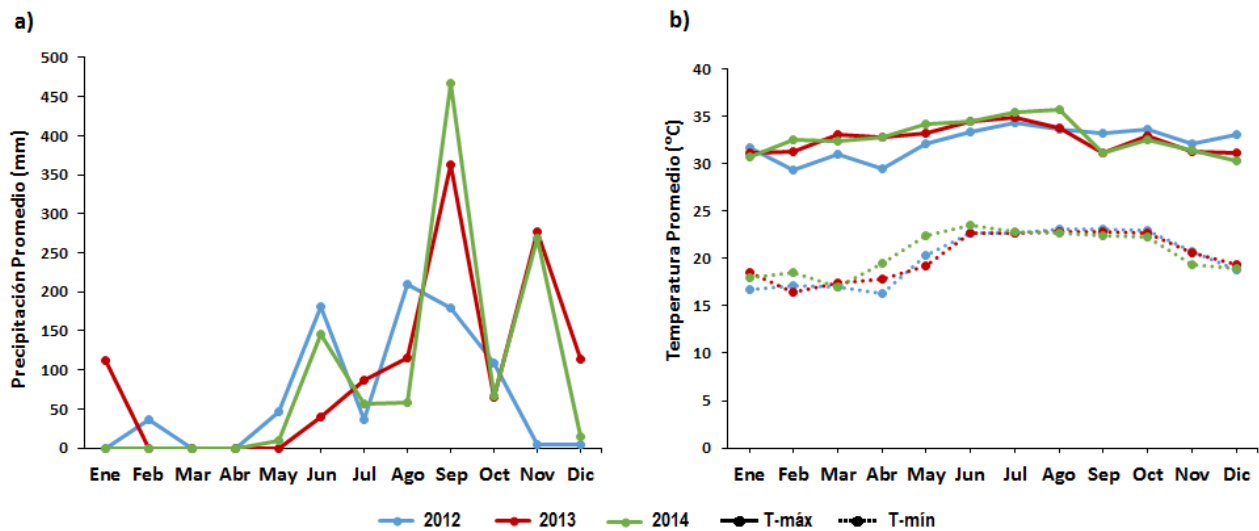 a)
Precipitación Promedio (mm)
500
450
400
350
300
250
200
150
100
50
0
Ene Feb Mar Abr May Jun Jul Ago Sep Oct Nov Dic
b)
Temperatura Promedio (°C)
40
35
30
25
20
15
10
5
0
Ene Feb Mar Abr May Jun Jul Ago Sep Oct Nov Dic
2012 2013 2014 T-máx T-mín